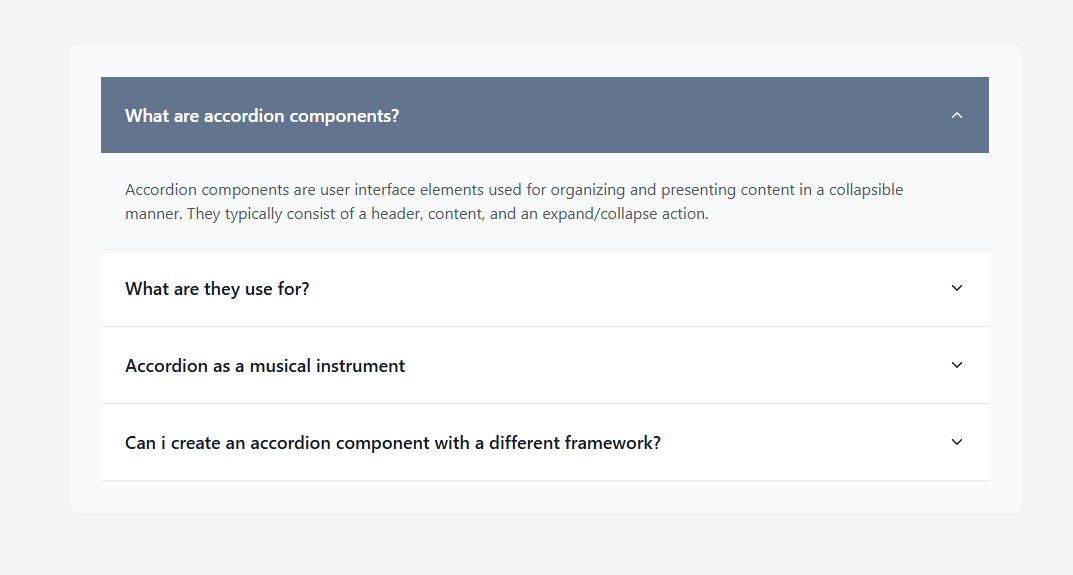 What are accordion components?
Accordion components are user interface elements used for organizing and presenting content in a collapsible
manner. They typically consist of a header, content, and an expand/collapse action.
What are they use for?
Accordion as a musical instrument
Can i create an accordion component with a different framework?